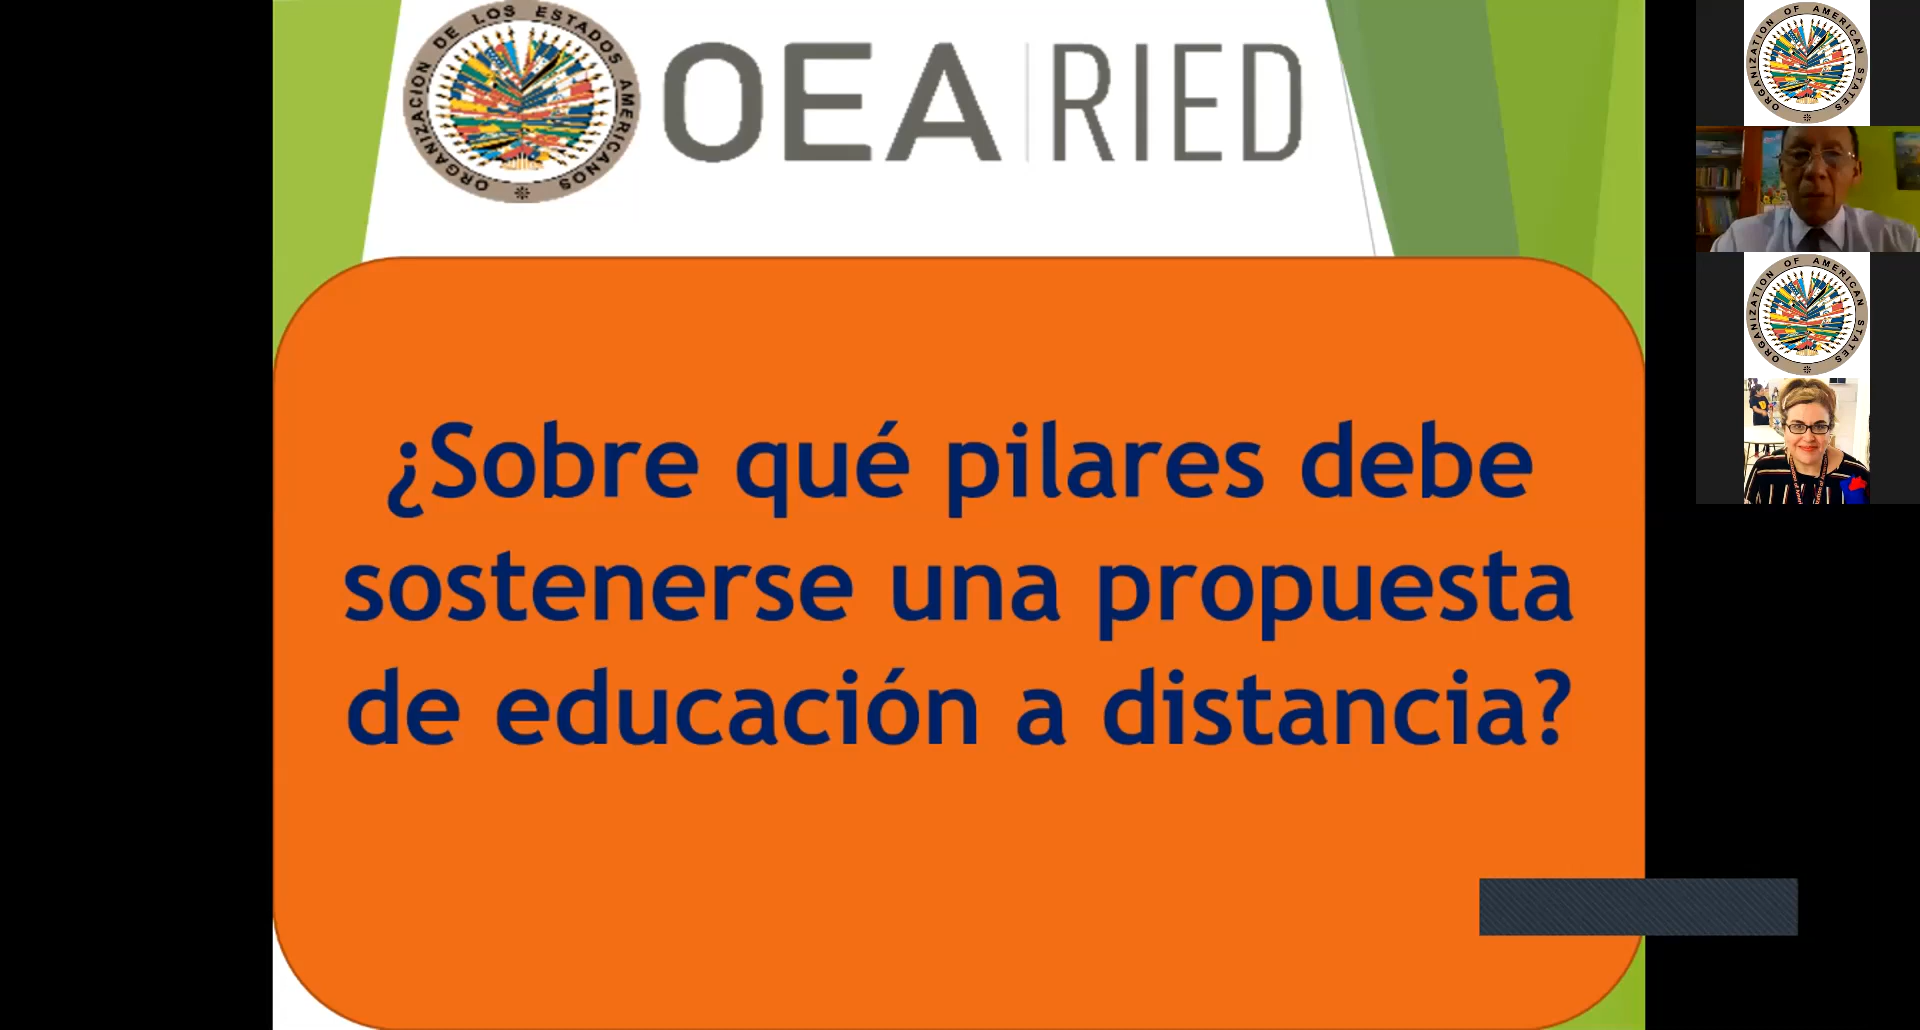 ORGANIZACION DE LOS ESTADOS AMERICANOS
OEA RIED
¿Sobre qué pilares debe
sostenerse una propuesta
de educación a distancia?
ORGANIZATION OF AMERICAN STATES
ORGANIZATION OF AMERICAN STATES